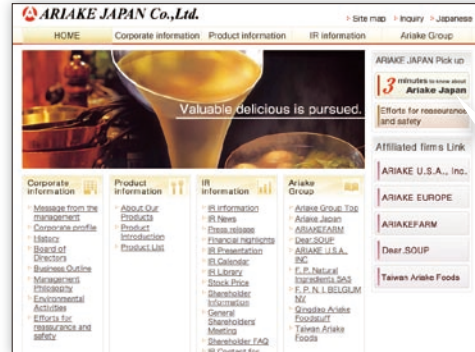 ARIAKE JAPAN Co.,Ltd.
Site map Inquiry Japanese
HOME Corporate information Product information IR information Ariake Group
Valuable delicious is pursued.
ARIAKE JAPAN Pick up
3 minutes to know about
Ariake Japan
Efforts for reassurance
and safety
Affiliated firms Link
ARIAKE U.S.A., Inc.
ARIAKE EUROPE
ARIAKEFARM
Dear.SOUP
Taiwan Ariake Foods
Corporate
information
Message from the
management
Corporate profile
History
Board of
Directors
Business Outline
Management
Philosophy
Environmental
Activities
Efforts for
reassurance and
safety
Product
information
About Our
Products
Product
Introduction
Product List
IR
information
IR information
IR News
Press release
Financial highlights
IR Presentation
IR Calendar
IR Library
Stock Price
Shareholder
Information
General
Shareholders'
Meeting
Shareholder FAQ
IR Contact for
Ariake
Group
Ariake Group Top
Ariake Japan
ARIAKEFARM
Dear.SOUP
ARIAKE U.S.A.,
INC
F. P. Natural
Ingredients SAS
F. P. N. I. BELGIUM
NV
Qingdao Ariake
Foodstuff
Taiwan Ariake
Foods